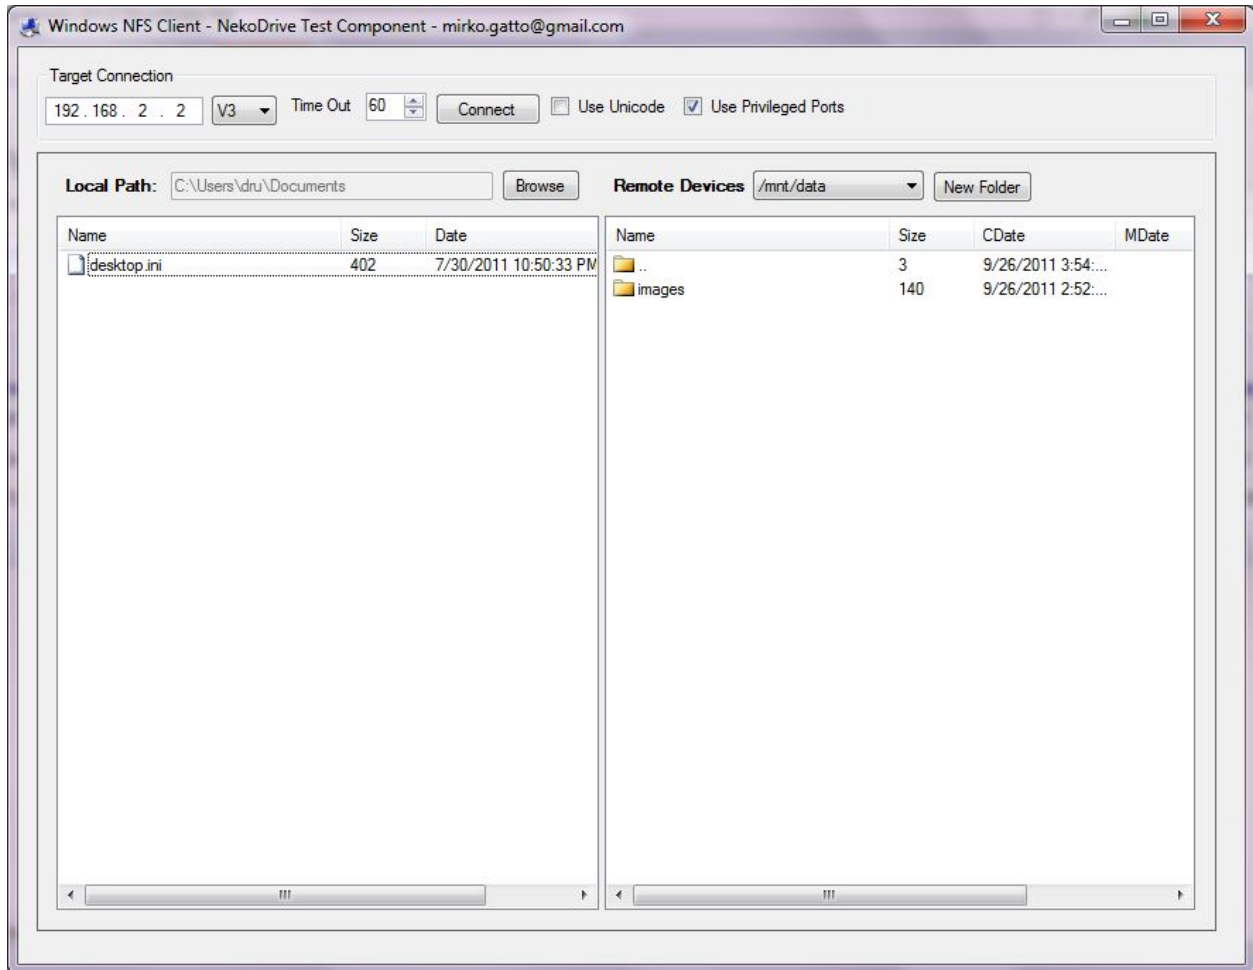 Windows NFS Client - NekoDrive Test Component - mirko.gatto@gmail.com
Target Connection
192 . 168 . 2 . 2 V3 Time Out 60 Connect Use Unicode Use Privileged Ports
Local Path: C:\Users\dru\Documents Browse Remote Devices /mnt/data New Folder
Name Size Date Name Size CDate MDate
desktop.ini 402 7/30/2011 10:50:33 PM .. 3 9/26/2011 3:54:...
images 140 9/26/2011 2:52:...